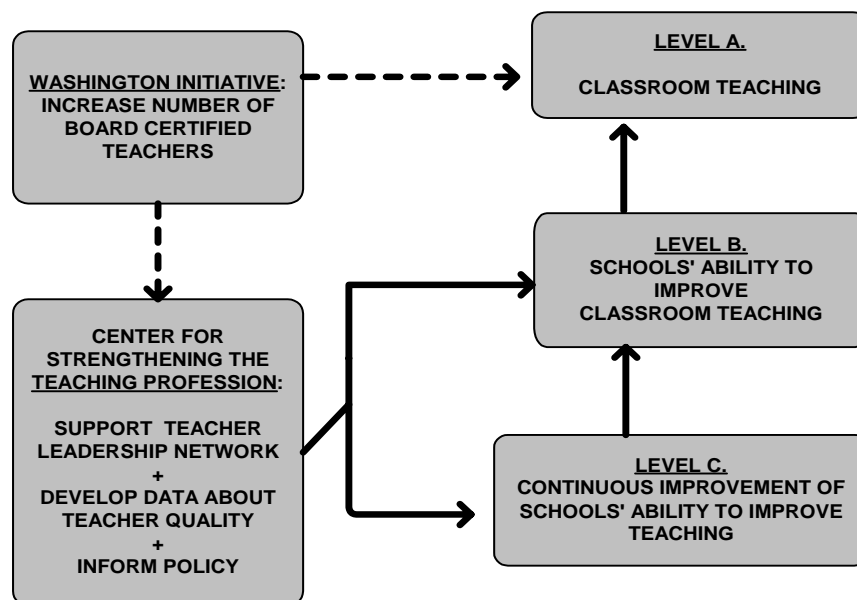 WASHINGTON INITIATIVE:
INCREASE NUMBER OF
BOARD CERTIFIED
TEACHERS
LEVEL A.
CLASSROOM TEACHING
LEVEL B.
SCHOOLS' ABILITY TO
IMPROVE
CLASSROOM TEACHING
CENTER FOR
STRENGTHENING THE
TEACHING PROFESSION:
SUPPORT TEACHER
LEADERSHIP NETWORK
+
DEVELOP DATA ABOUT
TEACHER QUALITY
+
INFORM POLICY
LEVEL C.
CONTINUOUS IMPROVEMENT OF
SCHOOLS' ABILITY TO IMPROVE
TEACHING